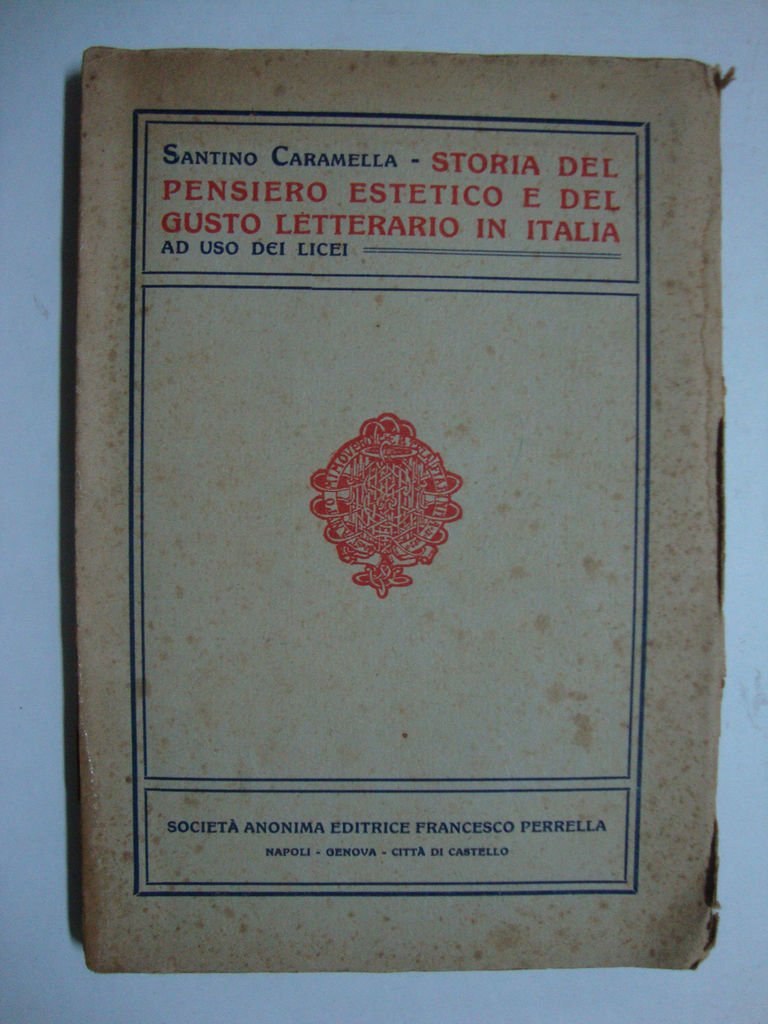 SANTINO CARAMELLA - STORIA DEL
PENSIERO ESTETICO E DEL
GUSTO LETTERARIO IN ITALIA
AD USO DEI LICEI
SOCIETÀ ANONIMA EDITRICE FRANCESCO PERRELLA
NAPOLI - GENOVA - CITTÀ DI CASTELLO